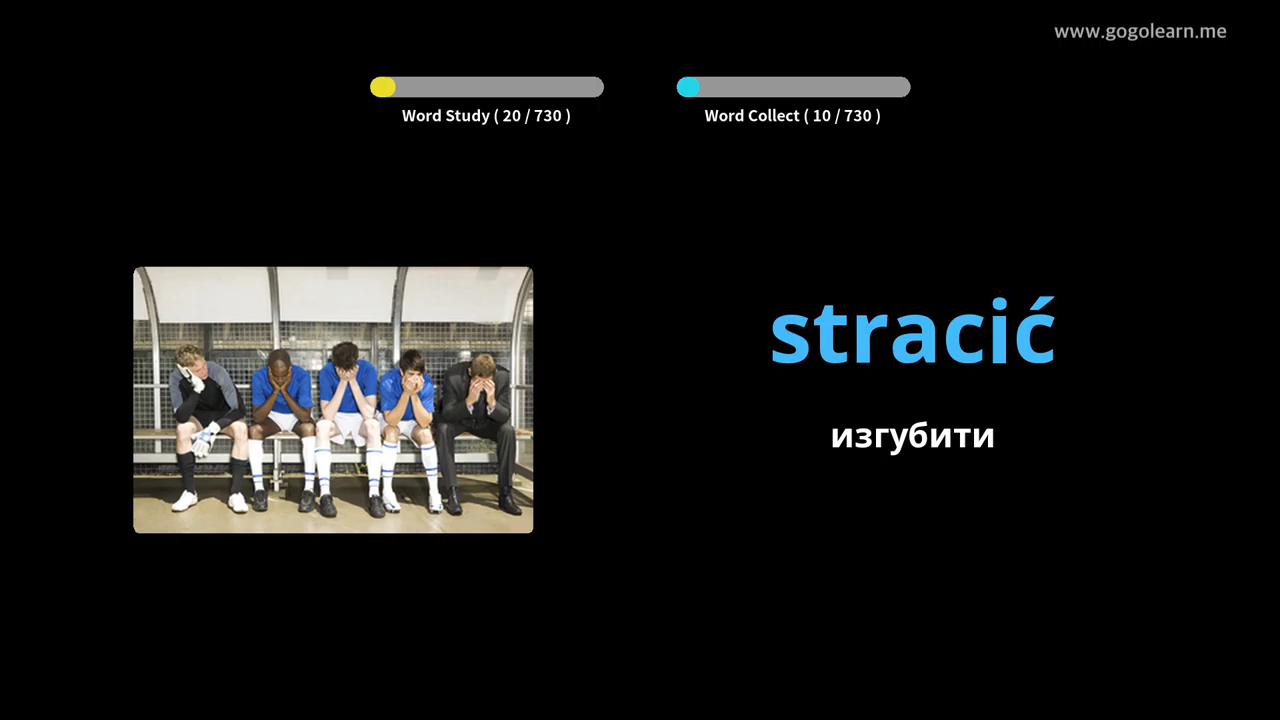 www.gogolearn.me
Word Study ( 20 / 730 )
Word Collect ( 10 / 730 )
stracić
изгубити